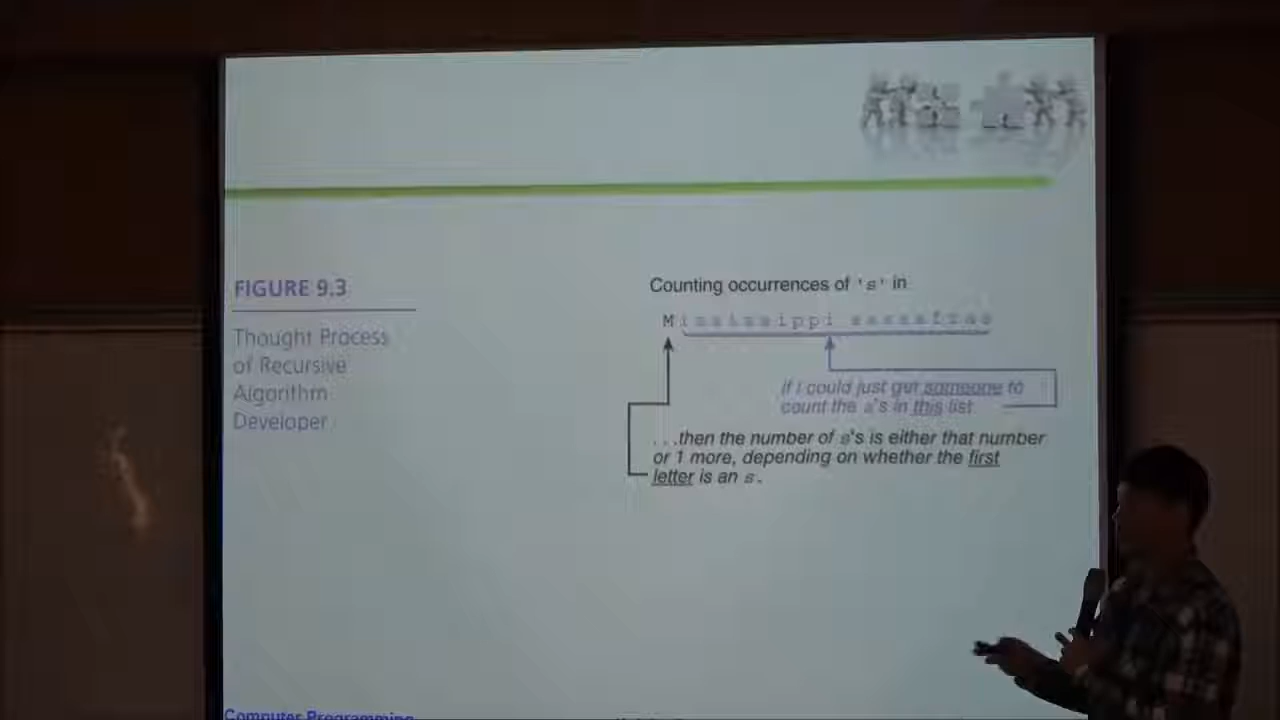 FIGURE 9.3
Thought Process
of Recursive
Algorithm
Developer
Counting occurrences of 's' in
Mississippi sassafras
if I could just get someone to
count the s's in this list
...then the number of s's is either that number
or 1 more, depending on whether the first
letter is an s.
Computer Programming